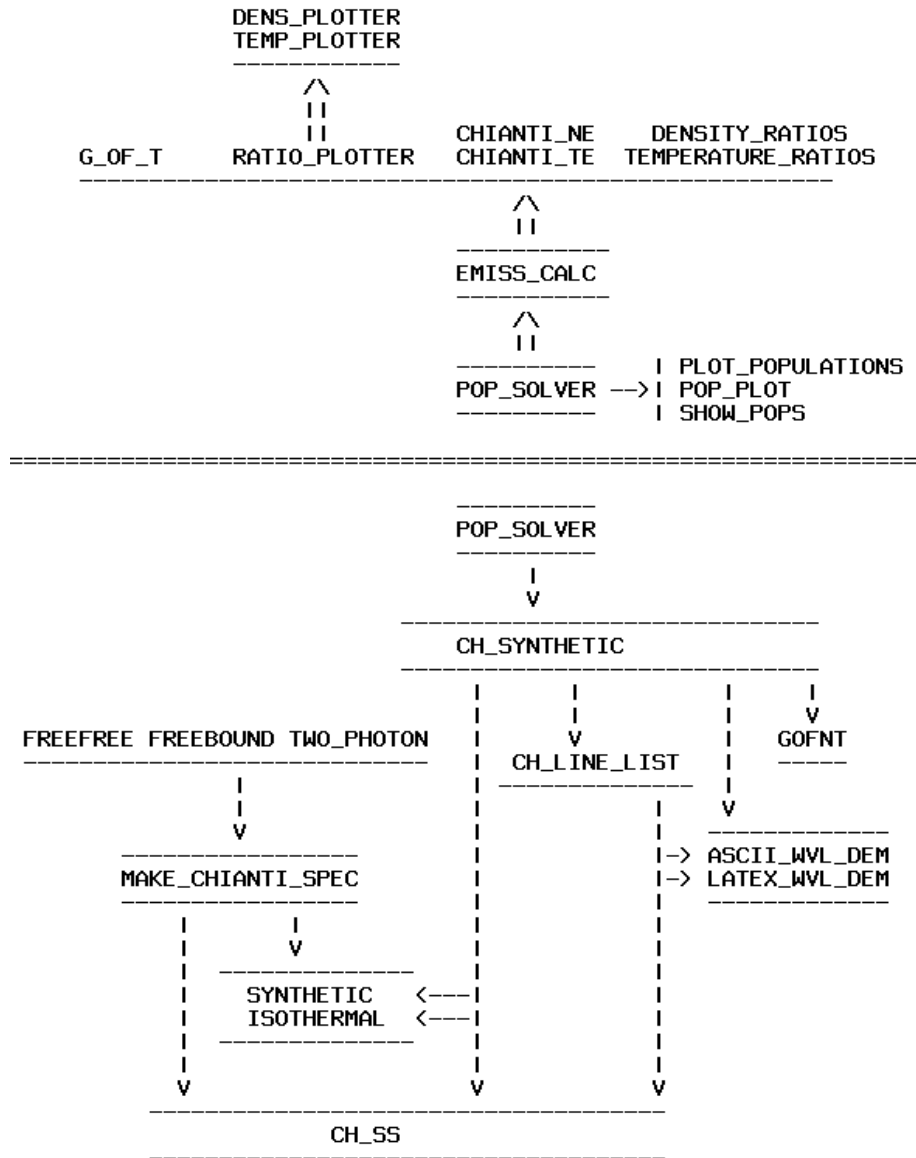 DENS_PLOTTER
TEMP_PLOTTER
CHIANTI_NE DENSITY_RATIOS
G_OF_T RATIO_PLOTTER CHIANTI_TE TEMPERATURE_RATIOS
EMISS_CALC
| PLOT_POPULATIONS
POP_SOLVER -->| POP_PLOT
| SHOW_POPS
POP_SOLVER
CH_SYNTHETIC
FREEFREE FREEBOUND TWO_PHOTON GOFNT
CH_LINE_LIST
|-> ASCII_WVL_DEM
MAKE_CHIANTI_SPEC |-> LATEX_WVL_DEM
SYNTHETIC <---|
ISOTHERMAL <---|
CH_SS